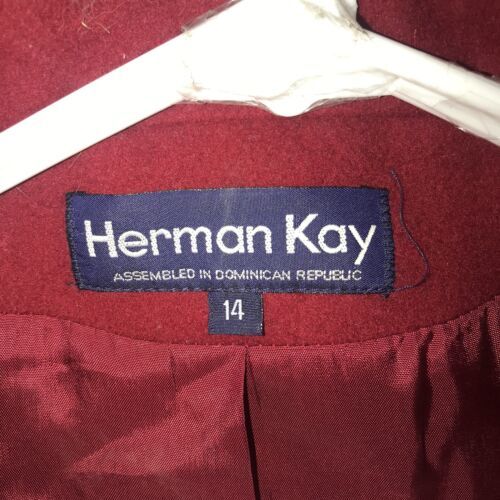 Herman Kay
ASSEMBLED IN DOMINICAN REPUBLIC
14